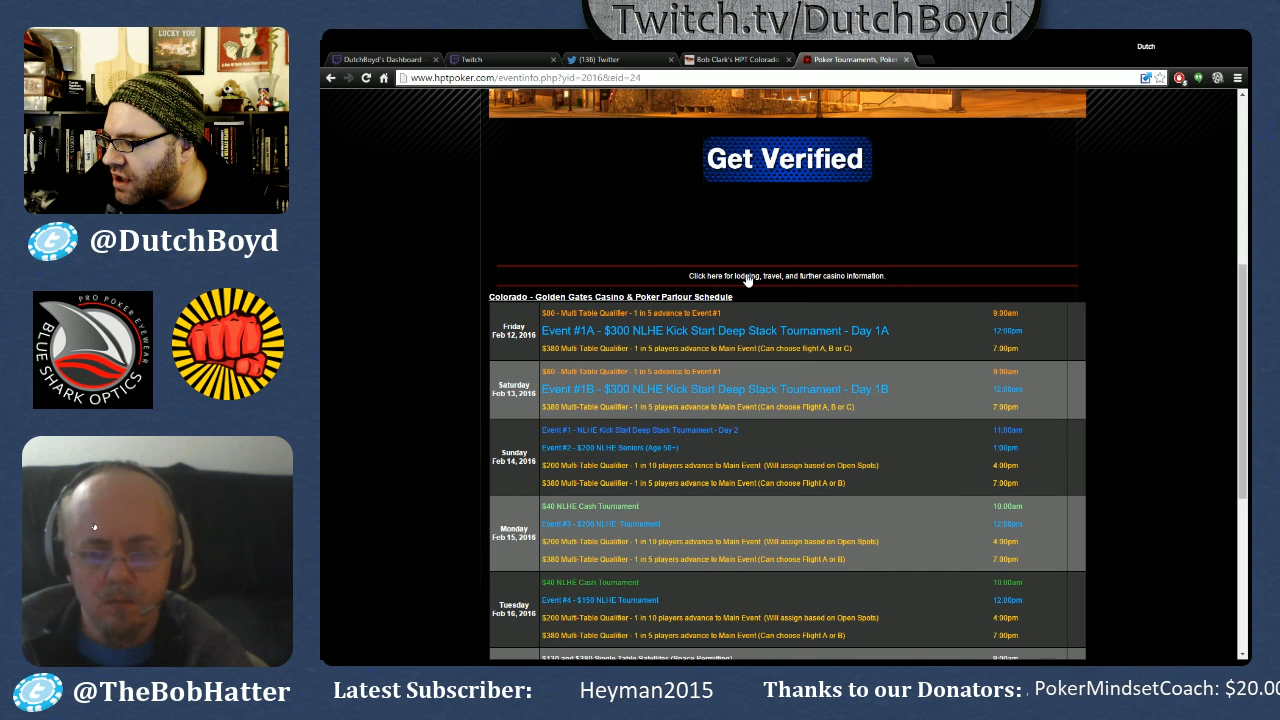 Twitch.tv/DutchBoyd
Dutch
DutchBoyd's Dashboard
Twitch
(136) Twitter
Bob Clark's HPT Colorado
Poker Tournaments, Poker
www.hptpoker.com/eventinfo.php?yid=2016&eid=24
LUCKY YOU
@DutchBoyd
PRO POKER EYEWEAR
BLUE SHARK OPTICS
Get Verified
Click here for lodging, travel, and further casino information.
Colorado - Golden Gates Casino & Poker Parlour Schedule
Friday
Feb 12, 2016
$80 - Multi Table Qualifier - 1 in 5 advance to Event #1 9:00am
Event #1A - $300 NLHE Kick Start Deep Stack Tournament - Day 1A 12:00pm
$380 Multi-Table Qualifier - 1 in 5 players advance to Main Event (Can choose flight A, B or C) 7:00pm
Saturday
Feb 13, 2016
$80 - Multi Table Qualifier - 1 in 5 advance to Event #1 9:00am
Event #1B - $300 NLHE Kick Start Deep Stack Tournament - Day 1B 12:00pm
$380 Multi-Table Qualifier - 1 in 5 players advance to Main Event (Can choose Flight A, B or C) 7:00pm
Sunday
Feb 14, 2016
Event #1 - NLHE Kick Start Deep Stack Tournament - Day 2 11:00am
Event #2 - $200 NLHE Seniors (Age 50+) 1:00pm
$200 Multi-Table Qualifier - 1 in 10 players advance to Main Event (Will assign based on Open Spots) 4:00pm
$380 Multi-Table Qualifier - 1 in 5 players advance to Main Event (Can choose Flight A or B) 7:00pm
Monday
Feb 15, 2016
$40 NLHE Cash Tournament 10:00am
Event #3 - $200 NLHE Tournament 12:00pm
$200 Multi-Table Qualifier - 1 in 10 players advance to Main Event (Will assign based on Open Spots) 4:00pm
$380 Multi-Table Qualifier - 1 in 5 players advance to Main Event (Can choose Flight A or B) 7:00pm
Tuesday
Feb 16, 2016
$40 NLHE Cash Tournament 10:00am
Event #4 - $150 NLHE Tournament 12:00pm
$200 Multi-Table Qualifier - 1 in 10 players advance to Main Event (Will assign based on Open Spots) 4:00pm
$380 Multi-Table Qualifier - 1 in 5 players advance to Main Event (Can choose Flight A or B) 7:00pm
$130 and $380 Single Table Satellites (Space Permitting) 9:00am
@TheBobHatter
Latest Subscriber: Heyman2015 Thanks to our Donators: . PokerMindsetCoach: $20.00